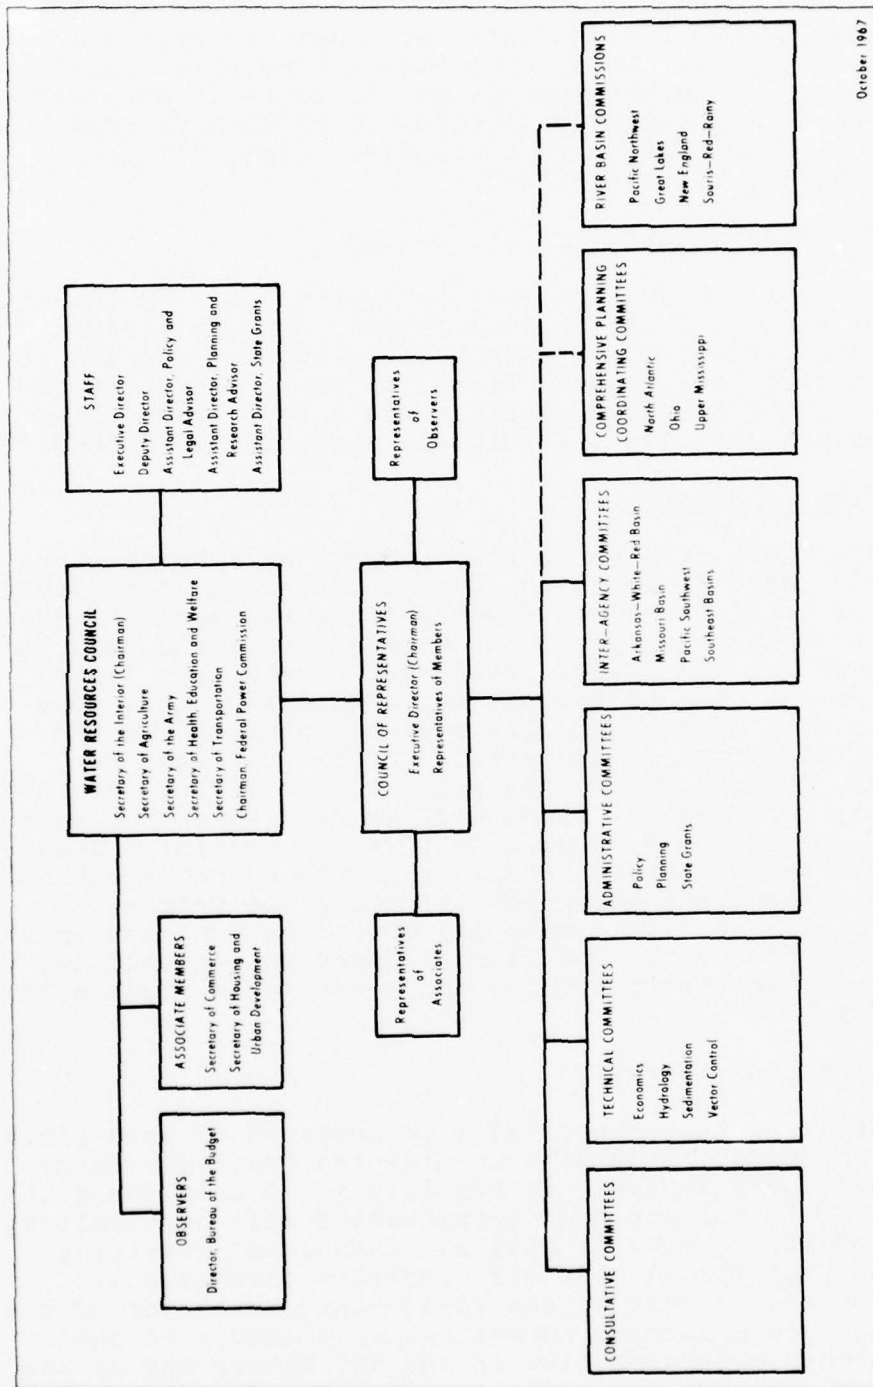 OBSERVERS
Director, Bureau of the Budget
ASSOCIATE MEMBERS
Secretary of Commerce
Secretary of Housing and
Urban Development
WATER RESOURCES COUNCIL
Secretary of the Interior (Chairman)
Secretary of Agriculture
Secretary of the Army
Secretary of Health, Education and Welfare
Secretary of Transportation
Chairman, Federal Power Commission
STAFF
Executive Director
Deputy Director
Assistant Director, Policy and
Legal Advisor
Assistant Director, Planning and
Research Advisor
Assistant Director, State Grants
Representatives
of
Associates
COUNCIL OF REPRESENTATIVES
Executive Director (Chairman)
Representatives of Members
Representatives
of
Observers
CONSULTATIVE COMMITTEES
TECHNICAL COMMITTEES
Economics
Hydrology
Sedimentation
Vector Control
ADMINISTRATIVE COMMITTEES
Policy
Planning
State Grants
INTER-AGENCY COMMITTEES
Arkansas-White-Red Basin
Missouri Basin
Pacific Southwest
Southeast Basins
COMPREHENSIVE PLANNING
COORDINATING COMMITTEES
North Atlantic
Ohio
Upper Mississippi
RIVER BASIN COMMISSIONS
Pacific Northwest
Great Lakes
New England
Souris-Red-Rainy
October 1967